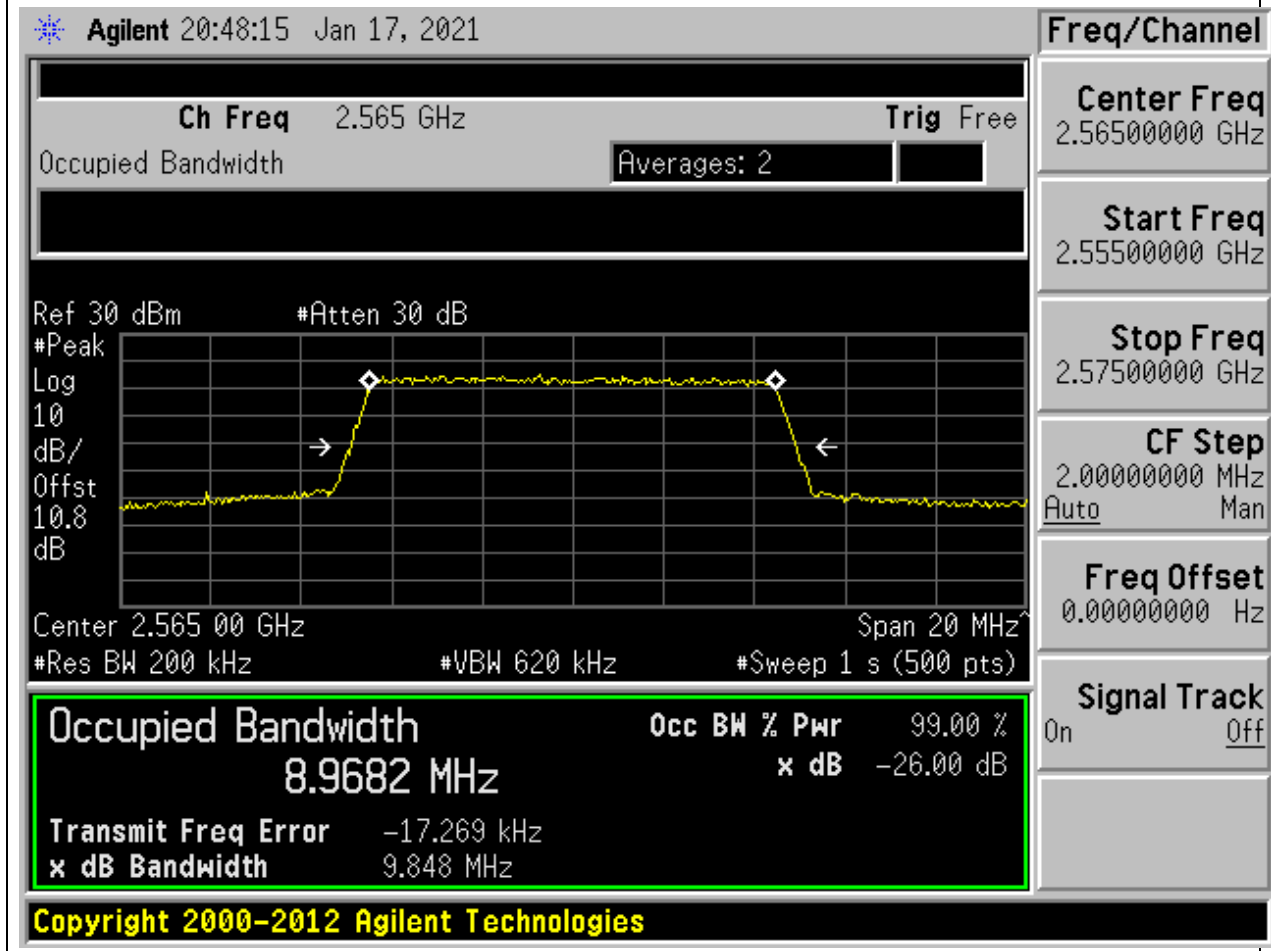 Agilent 20:48:15 Jan 17, 2021
Ch Freq 2.565 GHz Trig Free
Occupied Bandwidth Averages: 2
Ref 30 dBm #Atten 30 dB
#Peak
Log
10
dB/
Offst
10.8
dB
Center 2.565 00 GHz Span 20 MHz^
#Res BW 200 kHz #VBW 620 kHz #Sweep 1 s (500 pts)
Occupied Bandwidth Occ BW % Pwr 99.00 %
8.9682 MHz x dB -26.00 dB
Transmit Freq Error -17.269 kHz
x dB Bandwidth 9.848 MHz
Copyright 2000-2012 Agilent Technologies
Freq/Channel
Center Freq
2.56500000 GHz
Start Freq
2.55500000 GHz
Stop Freq
2.57500000 GHz
CF Step
2.00000000 MHz
Auto Man
Freq Offset
0.00000000 Hz
Signal Track
On Off